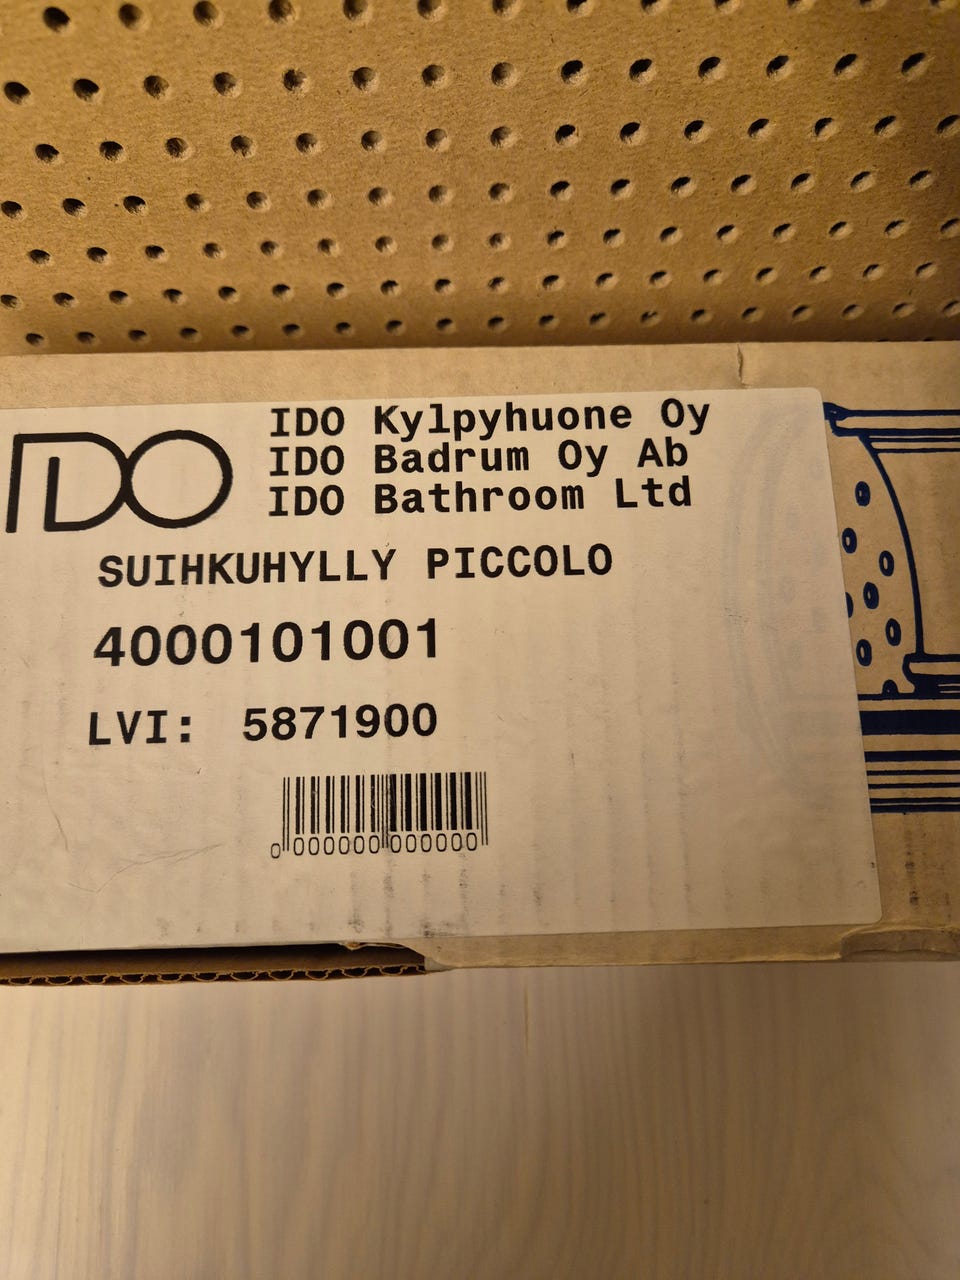 IDO
IDO Kylpyhuone Oy
IDO Badrum Oy Ab
IDO Bathroom Ltd
SUIHKUHYLLY PICCOLO
4000101001
LVI: 5871900
0 000000 000000